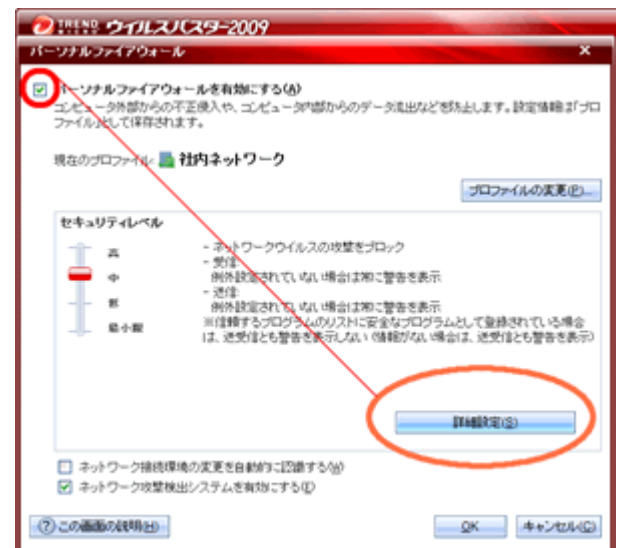 TREND MICRO ウイルスバスター2009
パーソナルファイアウォール
パーソナルファイアウォールを有効にする(A)
コンピュータ外部からの不正侵入や、コンピュータ内部からのデータ流出などを防止します。設定情報は「プロ
ファイル」として保存されます。
現在のプロファイル: 社内ネットワーク
プロファイルの変更(P)...
セキュリティレベル
高
- ネットワークウイルスの攻撃をブロック
- 受信:
中
例外設定されていない場合は常に警告を表示
- 送信:
低
例外設定されていない場合は常に警告を表示
※信頼するプログラムのリストに安全なプログラムとして登録されている場合
最小限
は、送受信とも警告を表示しない (情報がない場合は、送受信とも警告を表示)
詳細設定(S)
ネットワーク接続環境の変更を自動的に認識する(W)
ネットワーク攻撃検出システムを有効にする(I)
この画面の説明(H)
OK
キャンセル(C)